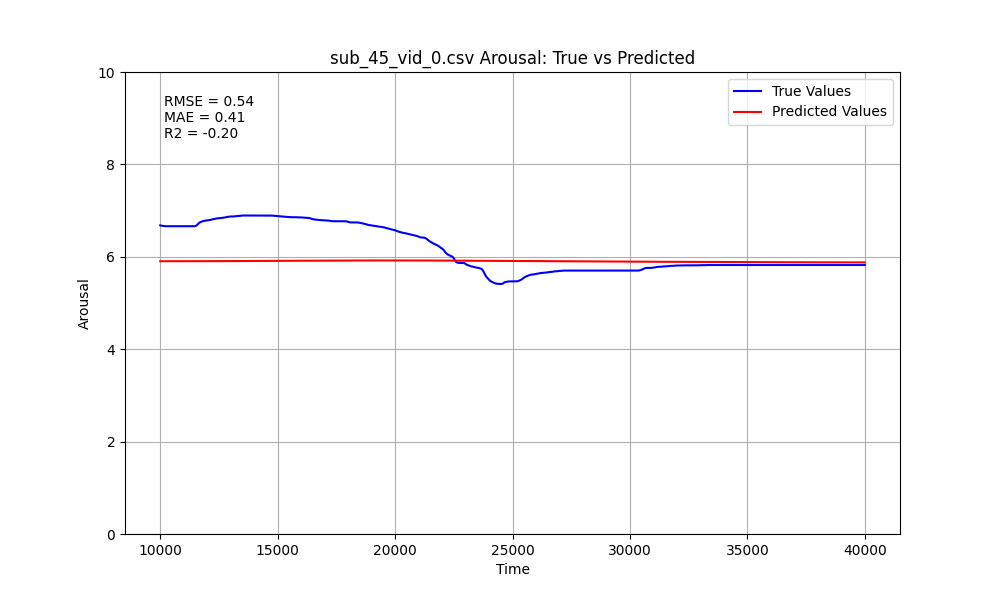 sub_45_vid_0.csv Arousal: True vs Predicted
RMSE = 0.54
MAE = 0.41
R2 = -0.20
True Values
Predicted Values
10
8
6
4
2
0
Arousal
10000 15000 20000 25000 30000 35000 40000
Time